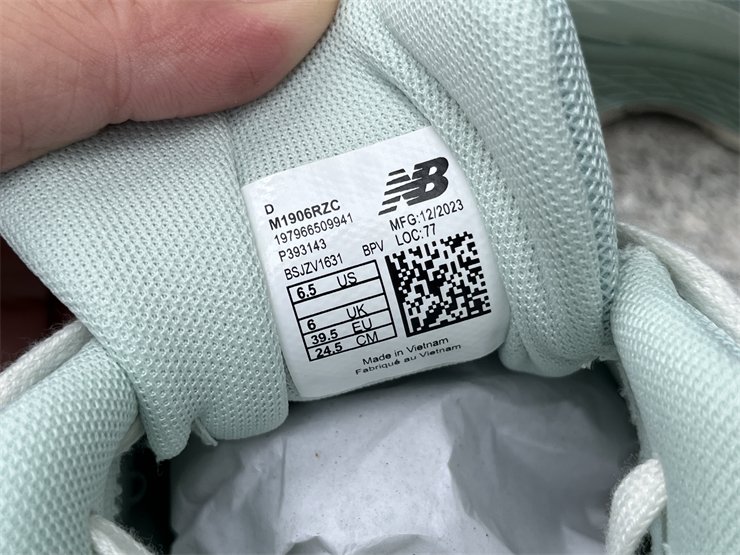 D
M1906RZC
197966509941
P393143
BSJZV1631 BPV
NB
MFG:12/2023
LOC:77
6.5 US
6 UK
39.5 EU
24.5 CM
Made in Vietnam
Fabriqué au Vietnam